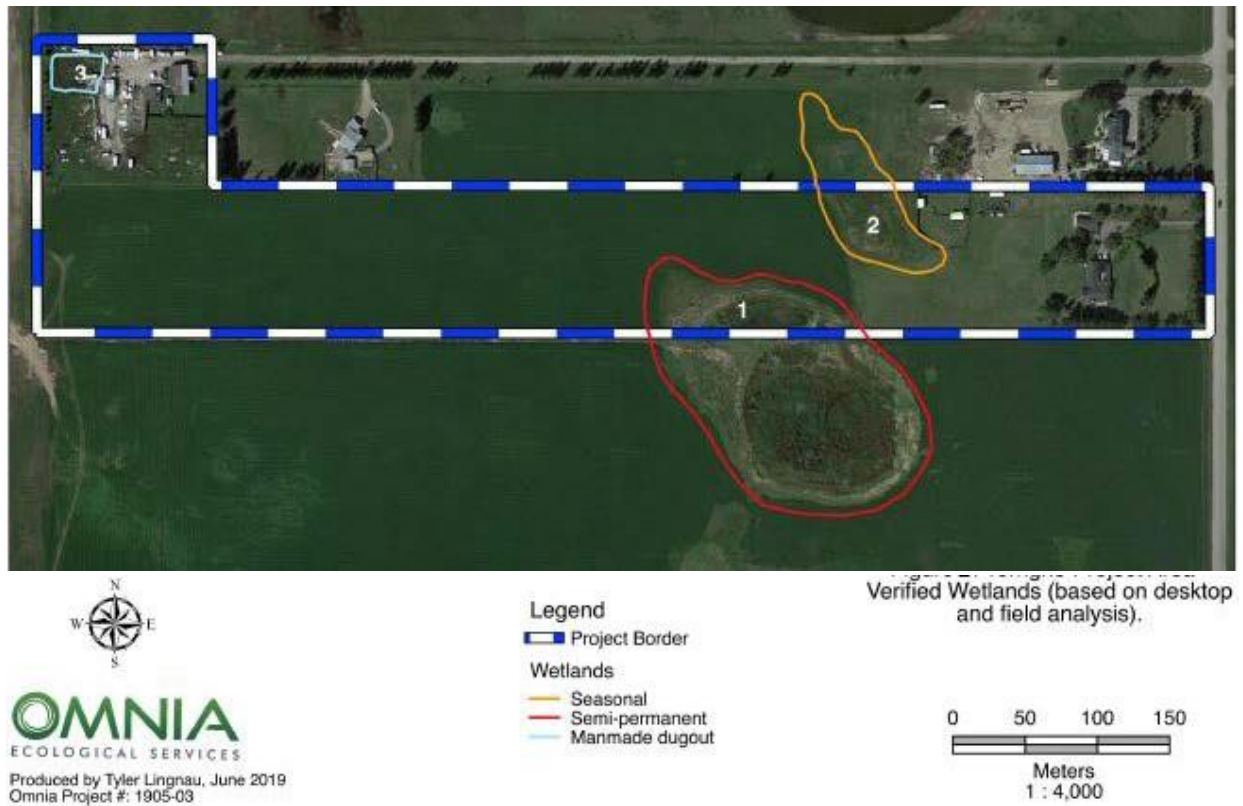 3
2
1
N
W E
S
OMNIA
ECOLOGICAL SERVICES
Produced by Tyler Lingnau, June 2019
Omnia Project #: 1905-03
Legend
Project Border
Wetlands
Seasonal
Semi-permanent
Manmade dugout
Verified Wetlands (based on desktop
and field analysis).
0 50 100 150
Meters
1 : 4,000